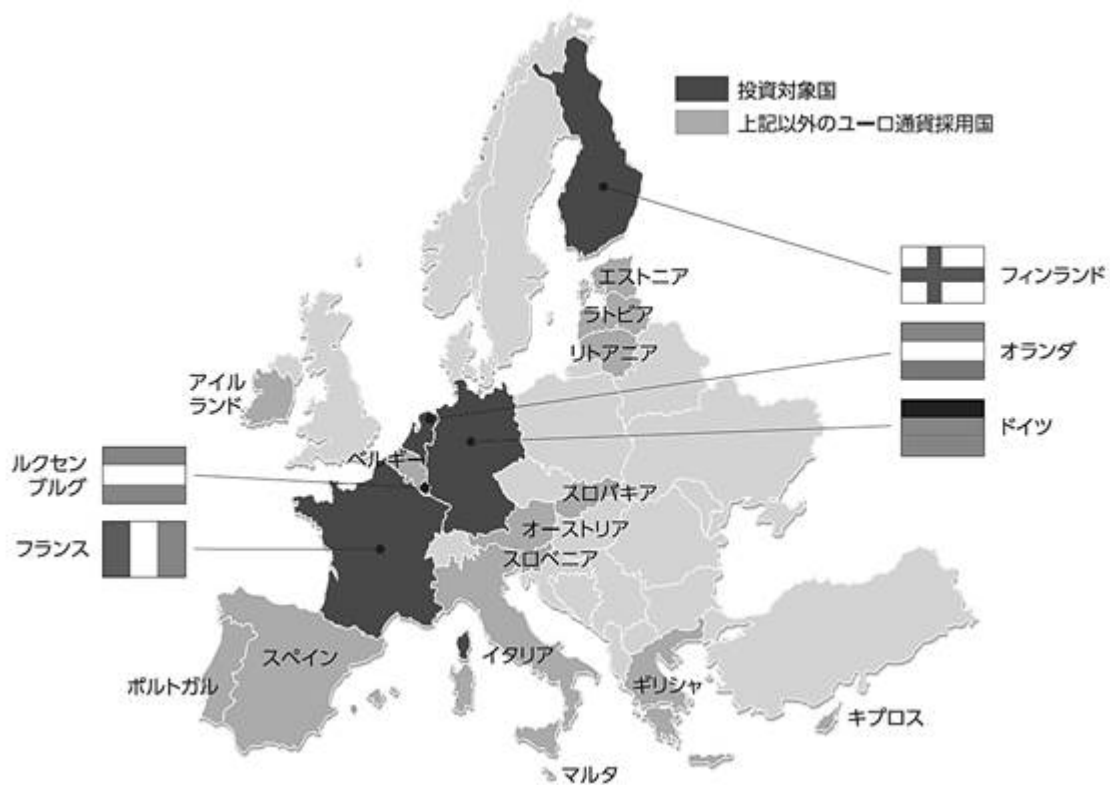 投資対象国
上記以外のユーロ通貨採用国
フィンランド
エストニア
ラトビア
リトアニア
オランダ
アイル
ランド
ドイツ
ベルギー
ルクセン
ブルグ
スロバキア
オーストリア
フランス
スロベニア
スペイン
イタリア
ポルトガル
ギリシャ
キプロス
マルタ